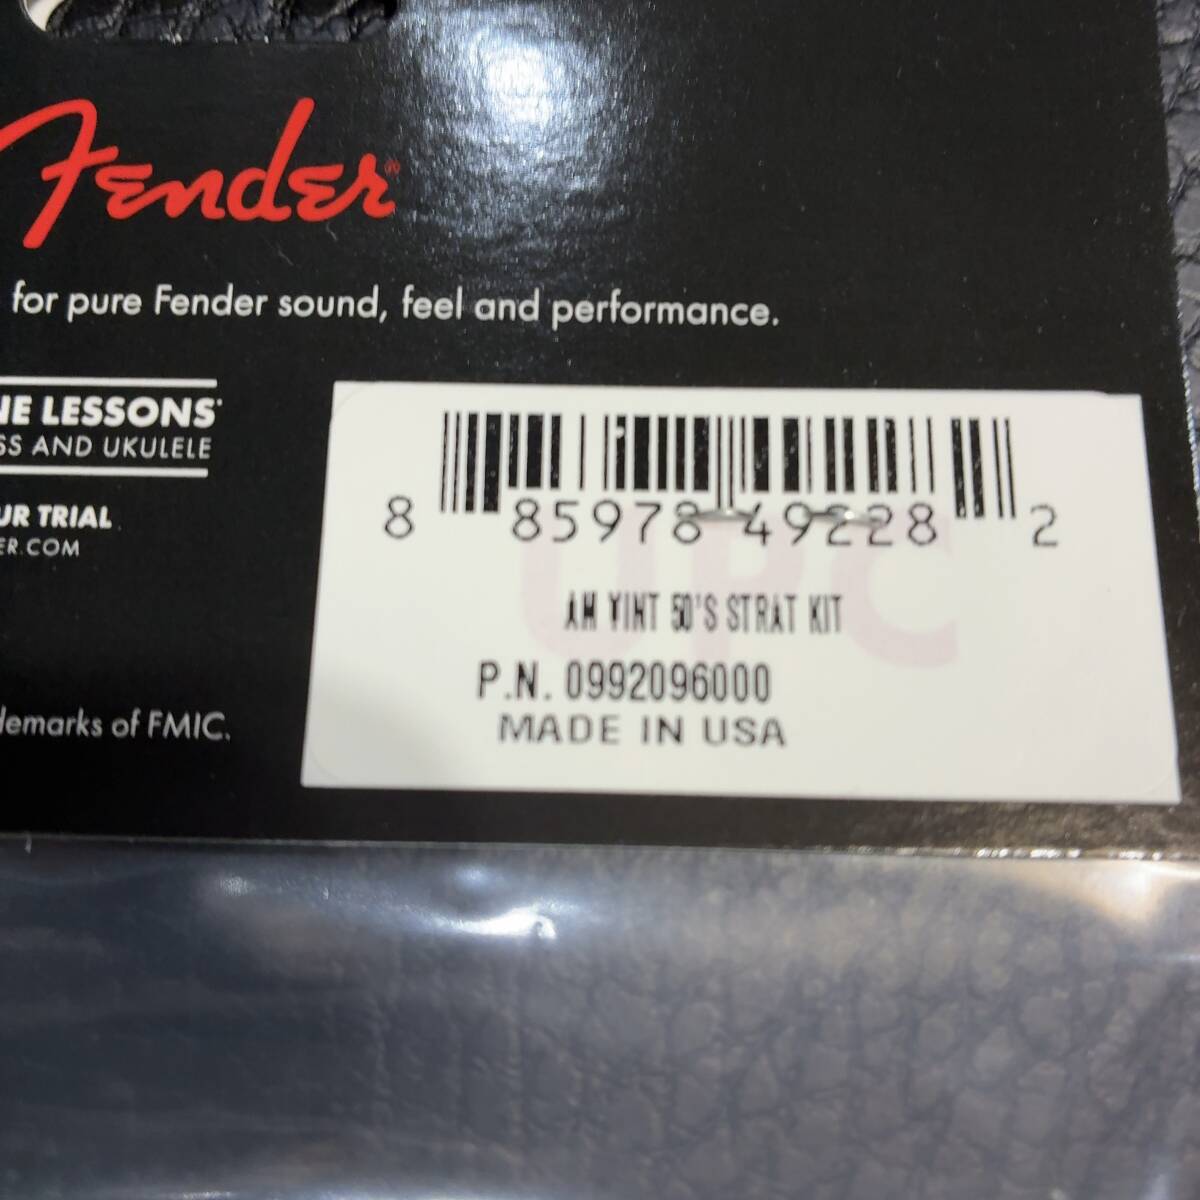 Fender®
for pure Fender sound, feel and performance.
NE LESSONS
SS AND UKULELE
UR TRIAL
ER.COM
demarks of FMIC.
8 85978 49228 2
UPC
AM VINT 50'S STRAT KIT
P.N. 0992096000
MADE IN USA